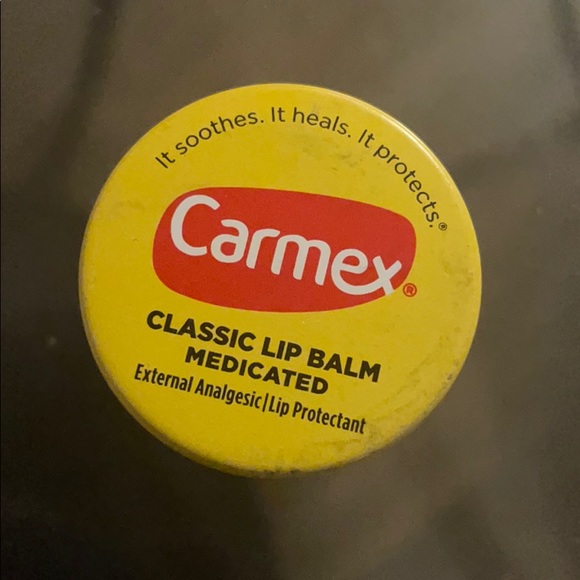 It soothes. It heals. It protects.®
Carmex®
CLASSIC LIP BALM
MEDICATED
External Analgesic|Lip Protectant